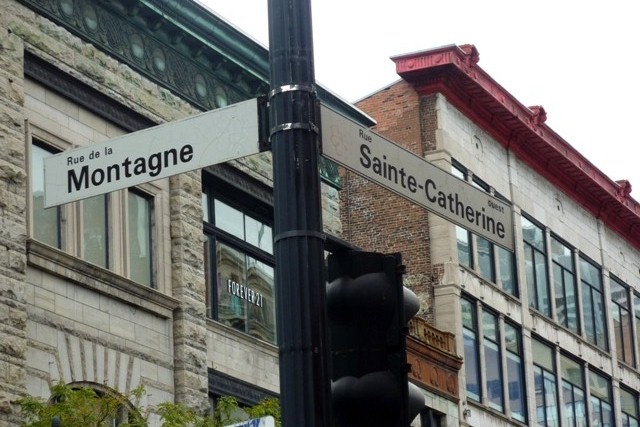 Rue de la
Montagne
Rue
Sainte-Catherine
Ouest
FOREVER 21